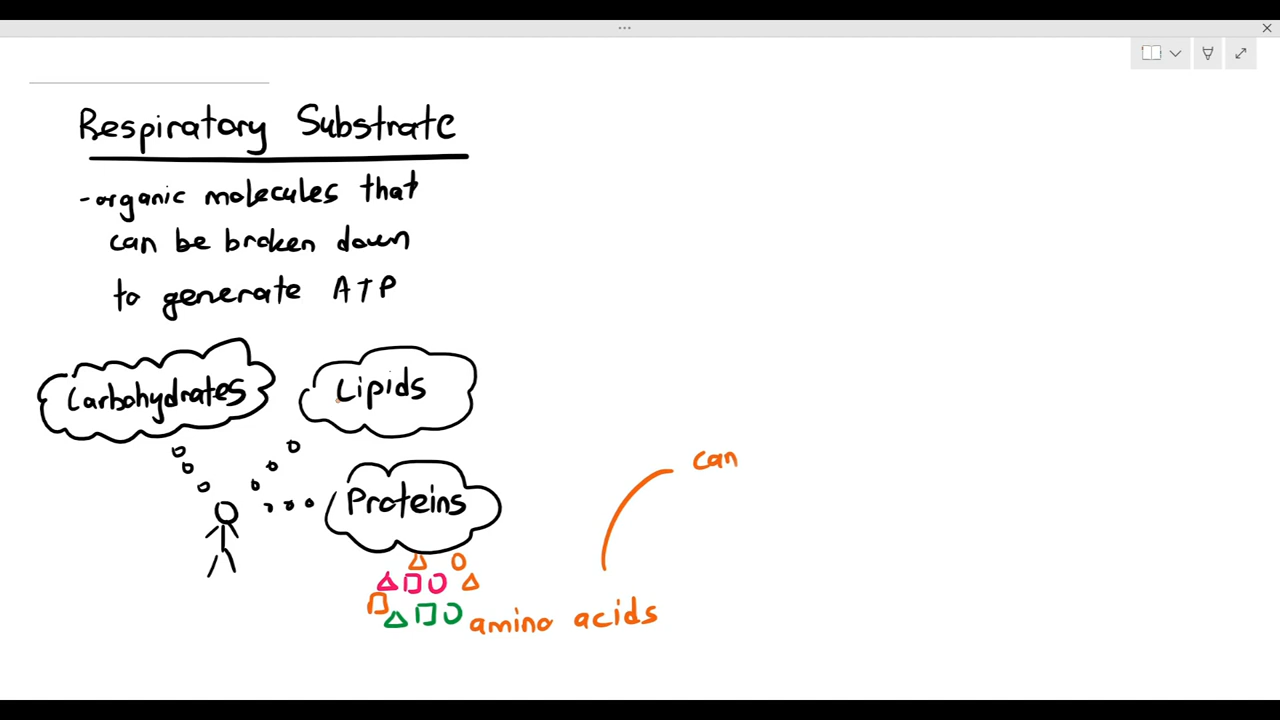 Respiratory Substrate
- organic molecules that
can be broken down
to generate ATP
Carbohydrates
Lipids
Proteins
can
amino acids